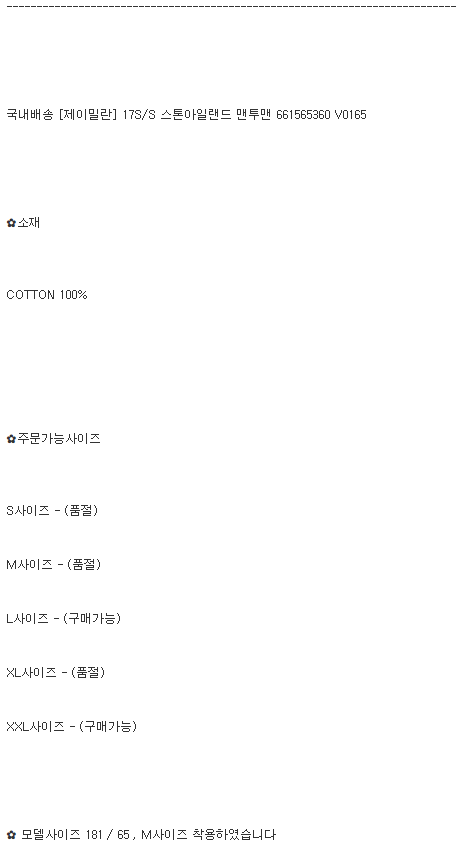 국내배송 [제이밀란] 17S/S 스톤아일랜드 맨투맨 661565360 V0165
✿소재
COTTON 100%
✿주문가능사이즈
S사이즈 - (품절)
M사이즈 - (품절)
L사이즈 - (구매가능)
XL사이즈 - (품절)
XXL사이즈 - (구매가능)
✿ 모델사이즈 181 / 65 , M사이즈 착용하였습니다